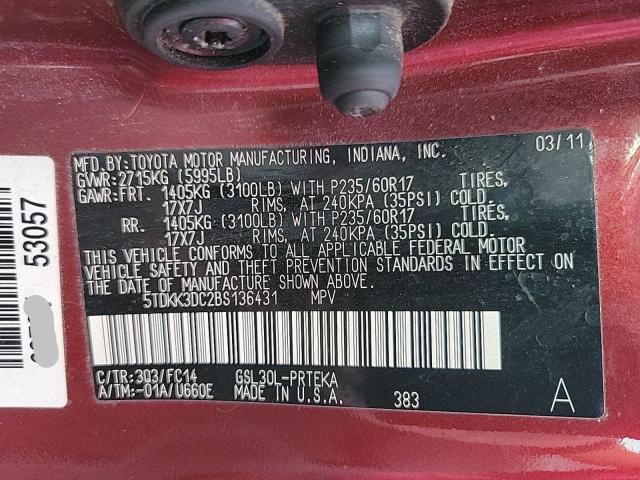 MFD.BY:TOYOTA MOTOR MANUFACTURING, INDIANA, INC. 03/11
GVWR:2715KG (5995LB)
GAWR:FRT. 1405KG (3100LB) WITH P235/60R17 TIRES,
17X7J RIMS, AT 240KPA (35PSI) COLD.
RR. 1405KG (3100LB) WITH P235/60R17 TIRES,
17X7J RIMS, AT 240KPA (35PSI) COLD.
THIS VEHICLE CONFORMS TO ALL APPLICABLE FEDERAL MOTOR
VEHICLE SAFETY AND THEFT PREVENTION STANDARDS IN EFFECT ON
THE DATE OF MANUFACTURE SHOWN ABOVE.
5TDKK3DC2BS136431 MPV
C/TR:3Q3/FC14 GSL30L-PRTEKA
A/TM:-01A/U660E MADE IN U.S.A. 383 A
53057